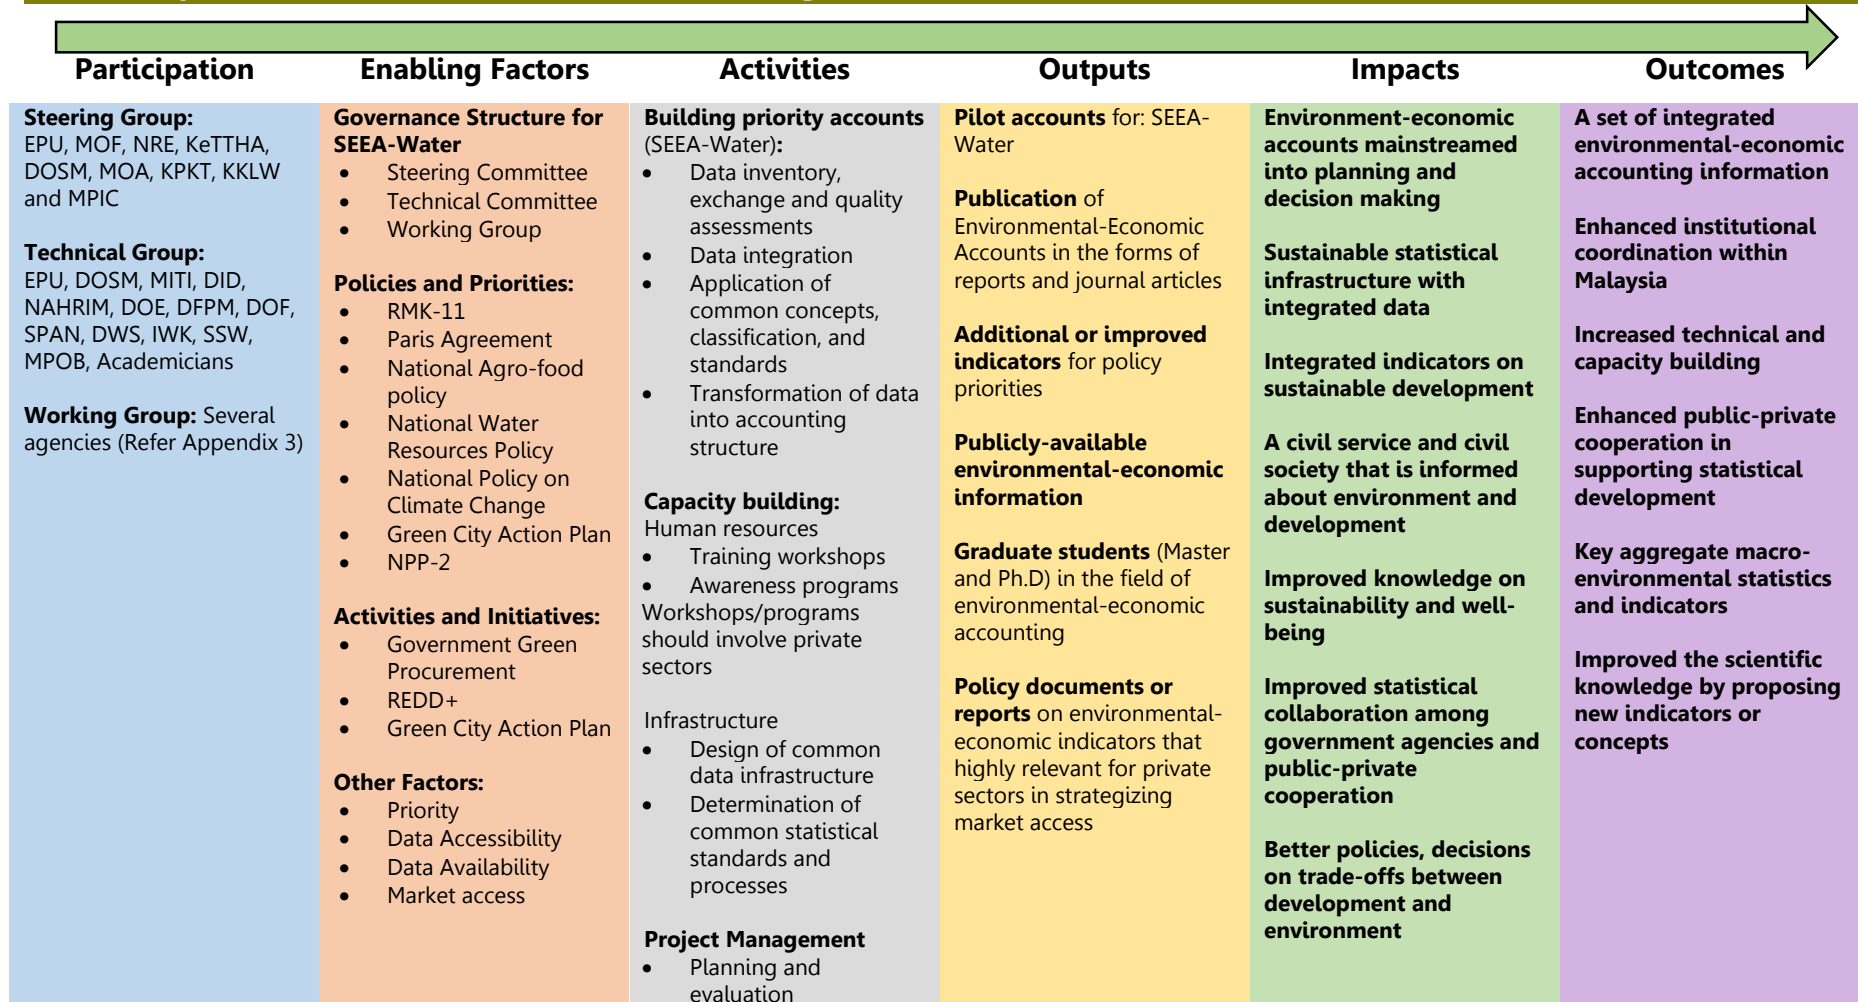 Participation
Enabling Factors
Activities
Outputs
Impacts
Outcomes
Steering Group:
EPU, MOF, NRE, KeTTHA,
DOSM, MOA, KPKT, KKLW
and MPIC
Technical Group:
EPU, DOSM, MITI, DID,
NAHRIM, DOE, DFPM, DOF,
SPAN, DWS, IWK, SSW,
MPOB, Academicians
Working Group: Several
agencies (Refer Appendix 3)
Governance Structure for
SEEA-Water
• Steering Committee
• Technical Committee
• Working Group
Policies and Priorities:
• RMK-11
• Paris Agreement
• National Agro-food
policy
• National Water
Resources Policy
• National Policy on
Climate Change
• Green City Action Plan
• NPP-2
Activities and Initiatives:
• Government Green
Procurement
• REDD+
• Green City Action Plan
Other Factors:
• Priority
• Data Accessibility
• Data Availability
• Market access
Building priority accounts
(SEEA-Water):
• Data inventory,
exchange and quality
assessments
• Data integration
• Application of
common concepts,
classification, and
standards
• Transformation of data
into accounting
structure
Capacity building:
Human resources
• Training workshops
• Awareness programs
Workshops/programs
should involve private
sectors
Infrastructure
• Design of common
data infrastructure
• Determination of
common statistical
standards and
processes
Project Management
• Planning and
evaluation
Pilot accounts for: SEEA-
Water
Publication of
Environmental-Economic
Accounts in the forms of
reports and journal articles
Additional or improved
indicators for policy
priorities
Publicly-available
environmental-economic
information
Graduate students (Master
and Ph.D) in the field of
environmental-economic
accounting
Policy documents or
reports on environmental-
economic indicators that
highly relevant for private
sectors in strategizing
market access
Environment-economic
accounts mainstreamed
into planning and
decision making
Sustainable statistical
infrastructure with
integrated data
Integrated indicators on
sustainable development
A civil service and civil
society that is informed
about environment and
development
Improved knowledge on
sustainability and well-
being
Improved statistical
collaboration among
government agencies and
public-private
cooperation
Better policies, decisions
on trade-offs between
development and
environment
A set of integrated
environmental-economic
accounting information
Enhanced institutional
coordination within
Malaysia
Increased technical and
capacity building
Enhanced public-private
cooperation in
supporting statistical
development
Key aggregate macro-
environmental statistics
and indicators
Improved the scientific
knowledge by proposing
new indicators or
concepts